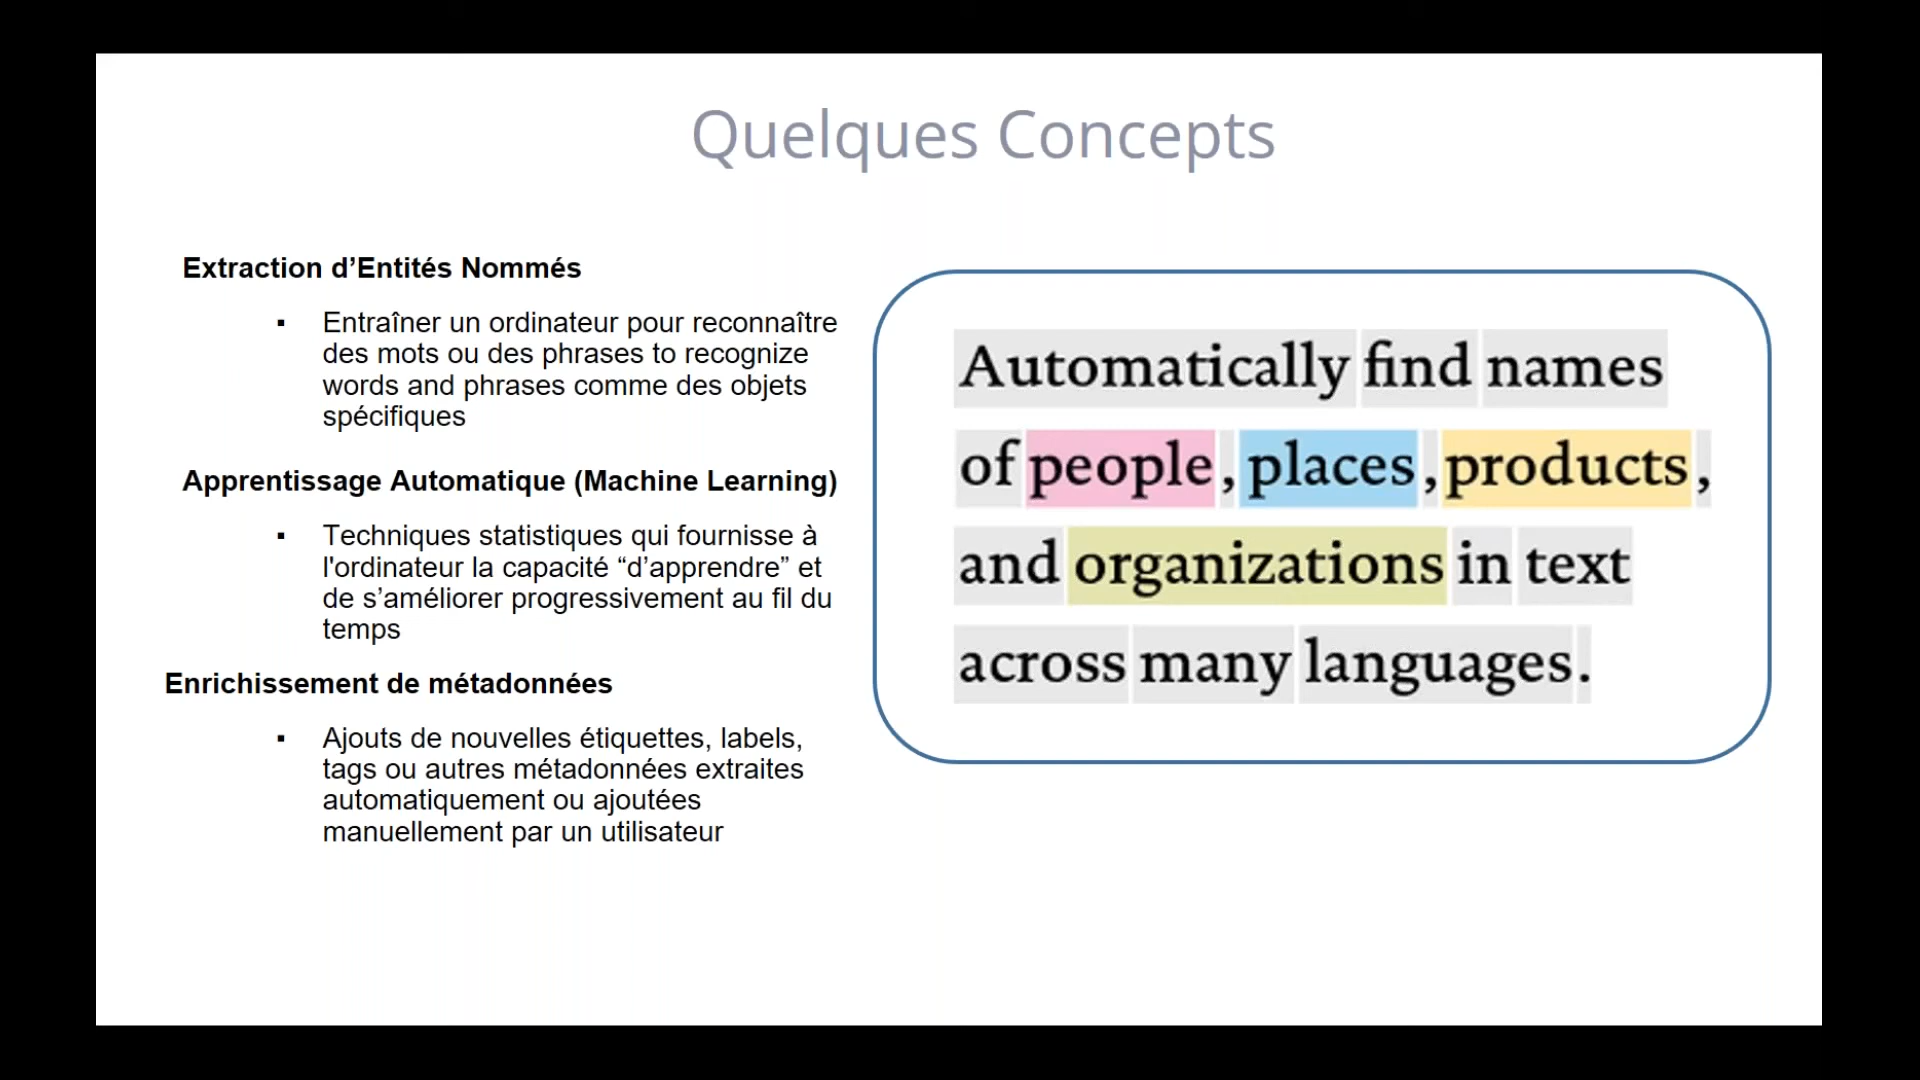 Quelques Concepts
Extraction d’Entités Nommés
▪ Entraîner un ordinateur pour reconnaître
des mots ou des phrases to recognize
words and phrases comme des objets
spécifiques
Apprentissage Automatique (Machine Learning)
▪ Techniques statistiques qui fournisse à
l'ordinateur la capacité “d’apprendre” et
de s’améliorer progressivement au fil du
temps
Enrichissement de métadonnées
▪ Ajouts de nouvelles étiquettes, labels,
tags ou autres métadonnées extraites
automatiquement ou ajoutées
manuellement par un utilisateur
Automatically find names
of people, places, products,
and organizations in text
across many languages.